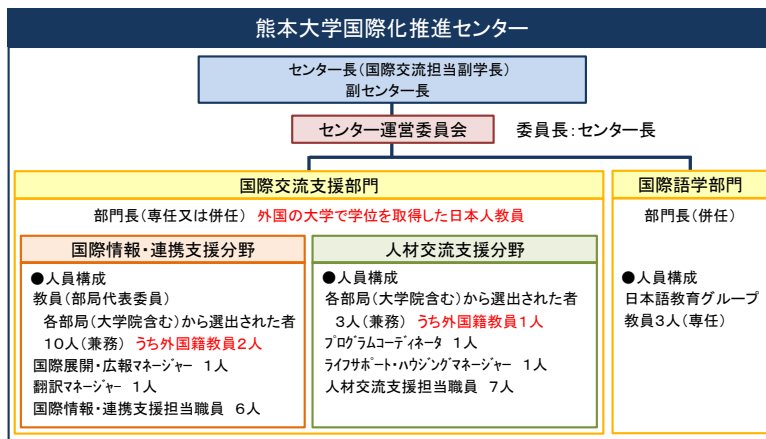 熊本大学国際化推進センター
センター長（国際交流担当副学長）
副センター長
センター運営委員会　委員長：センター長
国際交流支援部門
部門長（専任又は併任）　外国の大学で学位を取得した日本人教員
国際情報・連携支援分野
●人員構成
教員（部局代表委員）
各部局（大学院含む）から選出された者
10人（兼務）　うち外国籍教員2人
国際展開・広報ﾏﾈｰｼﾞｬｰ　1人
翻訳ﾏﾈｰｼﾞｬｰ　1人
国際情報・連携支援担当職員　6人
人材交流支援分野
●人員構成
各部局（大学院含む）から選出された者
3人（兼務）　うち外国籍教員1人
ﾌﾟﾛｸﾞﾗﾑｺｰﾃﾞｨﾈｰﾀ　1人
ﾗｲﾌｻﾎﾟｰﾄ・ﾊｳｼﾞﾝｸﾞﾏﾈｰｼﾞｬｰ　1人
人材交流支援担当職員　7人
国際語学部門
部門長（併任）
●人員構成
日本語教育グループ
教員3人（専任）